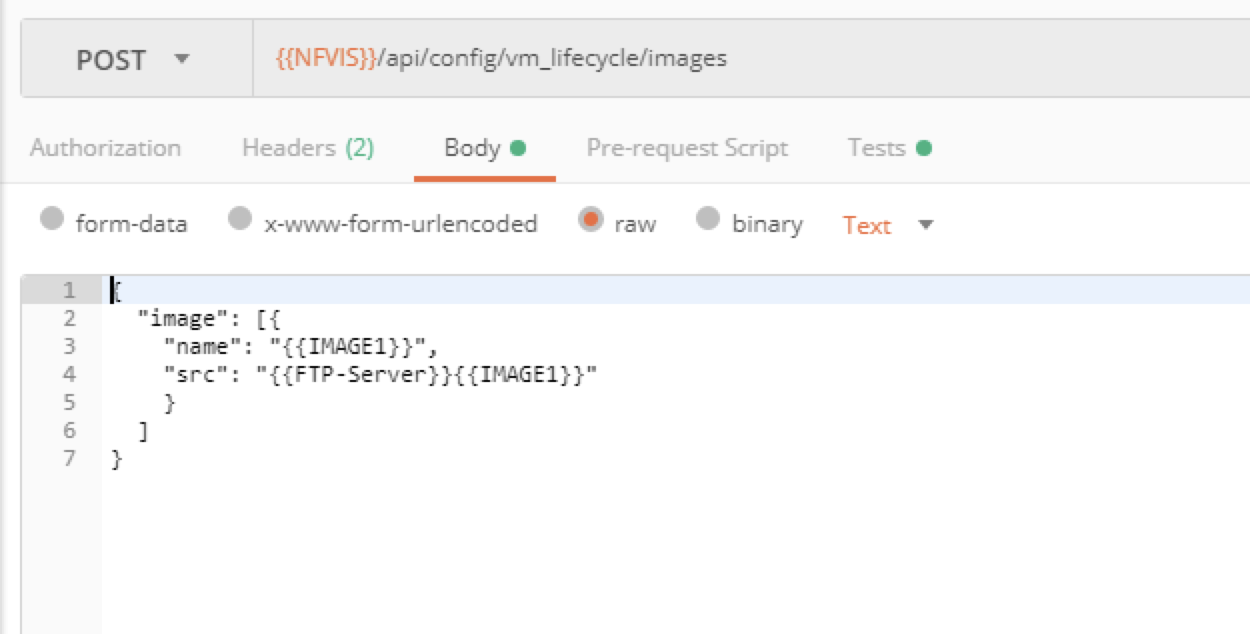 POST {{NFVIS}}/api/config/vm_lifecycle/images
Authorization Headers (2) Body Pre-request Script Tests
form-data x-www-form-urlencoded raw binary Text
1 {
2 "image": [{
3 "name": "{{IMAGE1}}",
4 "src": "{{FTP-Server}}{{IMAGE1}}"
5 }
6 ]
7 }